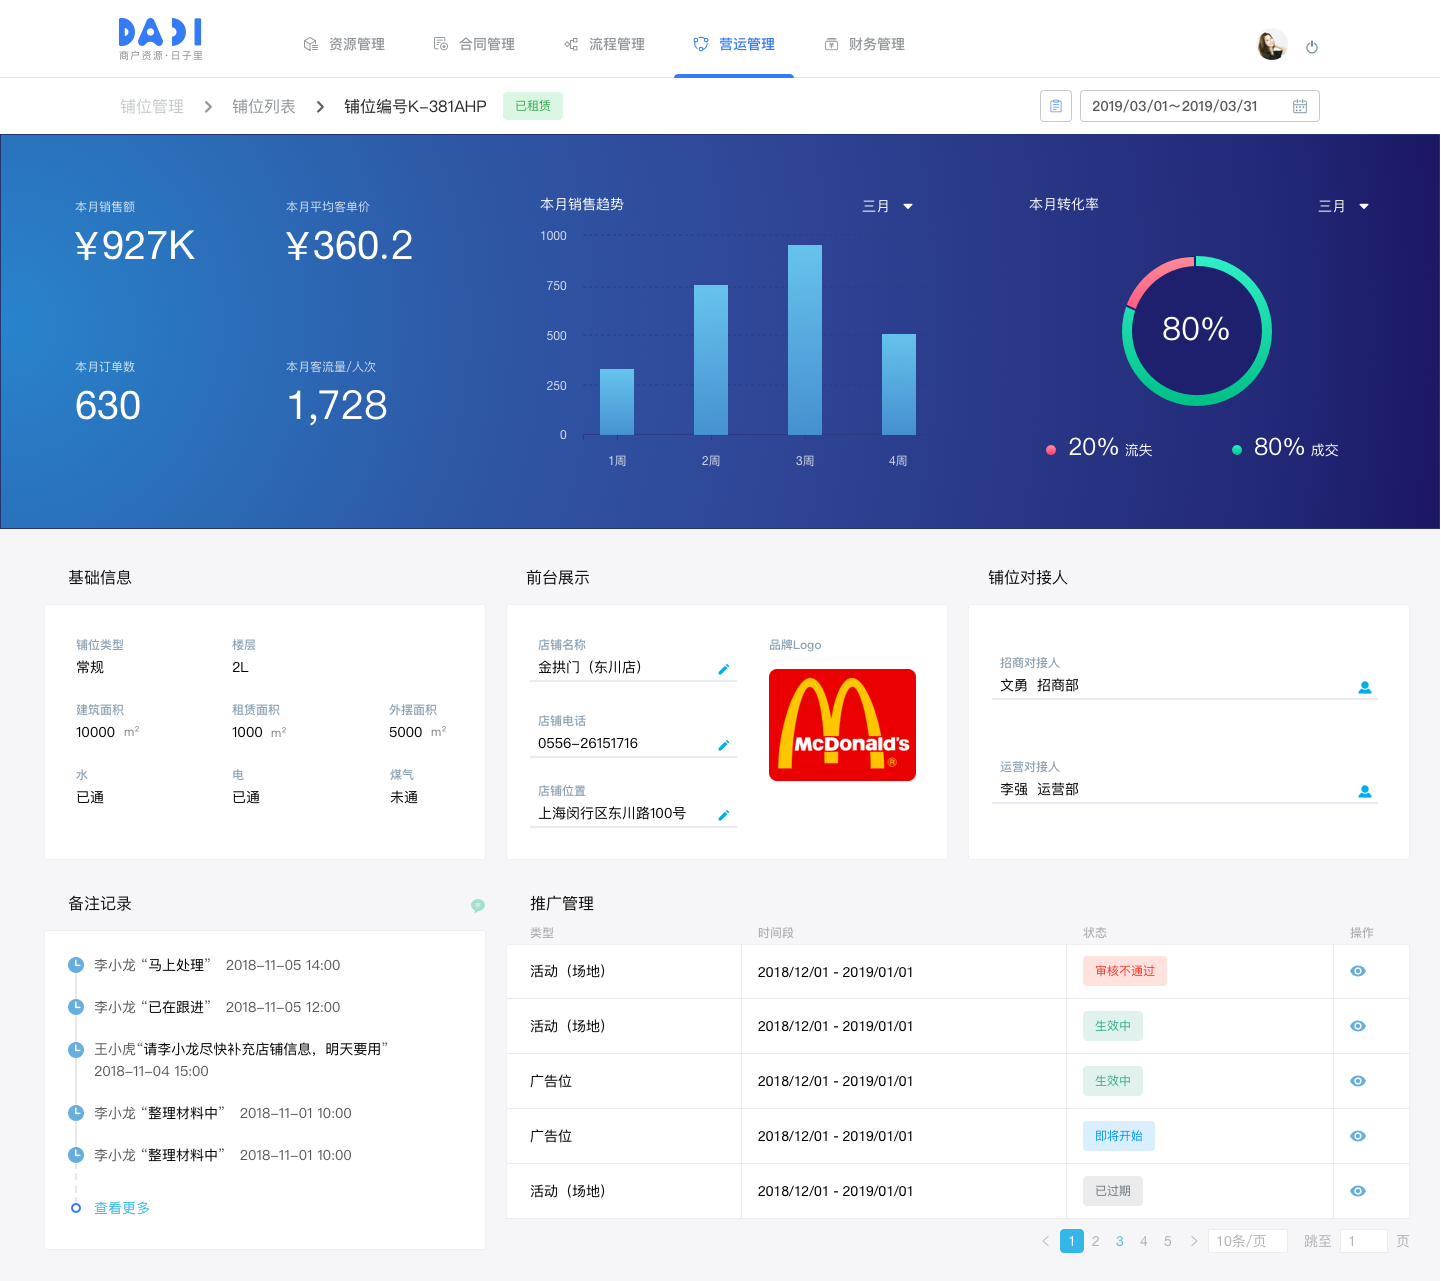 DADI
商户资源·日子里
资源管理
合同管理
流程管理
营运管理
财务管理
铺位管理 > 铺位列表 > 铺位编号K-381AHP 已租赁
2019/03/01~2019/03/31
本月销售额
¥927K
本月平均客单价
¥360.2
本月订单数
630
本月客流量/人次
1,728
本月销售趋势 三月
1000
750
500
250
0
1周 2周 3周 4周
本月转化率 三月
80%
20% 流失
80% 成交
基础信息
铺位类型
常规
楼层
2L
建筑面积
10000 m²
租赁面积
1000 m²
外摆面积
5000 m²
水
已通
电
已通
煤气
未通
前台展示
店铺名称
金拱门（东川店）
店铺电话
0556-26151716
店铺位置
上海闵行区东川路100号
品牌Logo
McDonald's
®
铺位对接人
招商对接人
文勇 招商部
运营对接人
李强 运营部
备注记录
李小龙 “马上处理” 2018-11-05 14:00
李小龙 “已在跟进” 2018-11-05 12:00
王小虎“请李小龙尽快补充店铺信息，明天要用”
2018-11-04 15:00
李小龙 “整理材料中” 2018-11-01 10:00
李小龙 “整理材料中” 2018-11-01 10:00
查看更多
推广管理
类型 时间段 状态 操作
活动（场地） 2018/12/01 - 2019/01/01 审核不通过
活动（场地） 2018/12/01 - 2019/01/01 生效中
广告位 2018/12/01 - 2019/01/01 生效中
广告位 2018/12/01 - 2019/01/01 即将开始
活动（场地） 2018/12/01 - 2019/01/01 已过期
< 1 2 3 4 5 > 10条/页 跳至 1 页